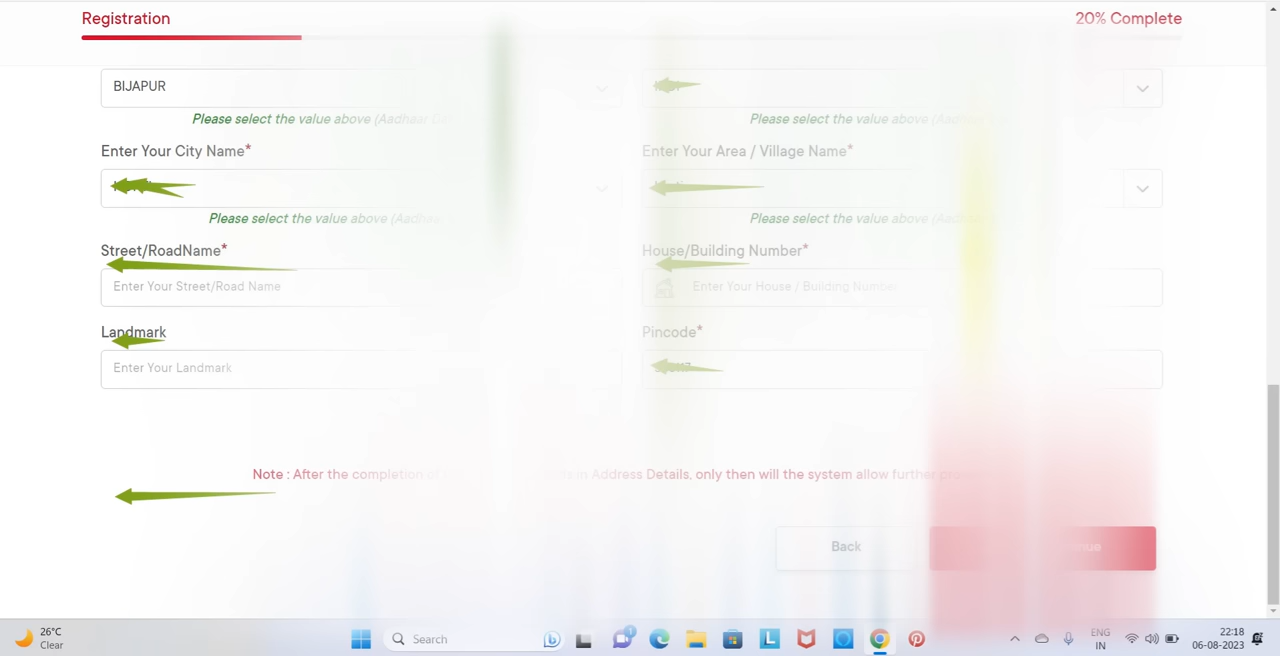 Registration 20% Complete
BIJAPUR
Please select the value above (Aadhaar Please select the value above (Aadhaar
Enter Your City Name* Enter Your Area / Village Name*
Please select the value above (Aadhaar Please select the value above
Street/RoadName* House/Building Number*
Enter Your Street/Road Name Enter Your House / Building Number
Landmark Pincode*
Enter Your Landmark
Note : After the completion of in Address Details, only then will the system allow further
Back
26°C
Clear
Search
ENG
IN
22:18
06-08-2023